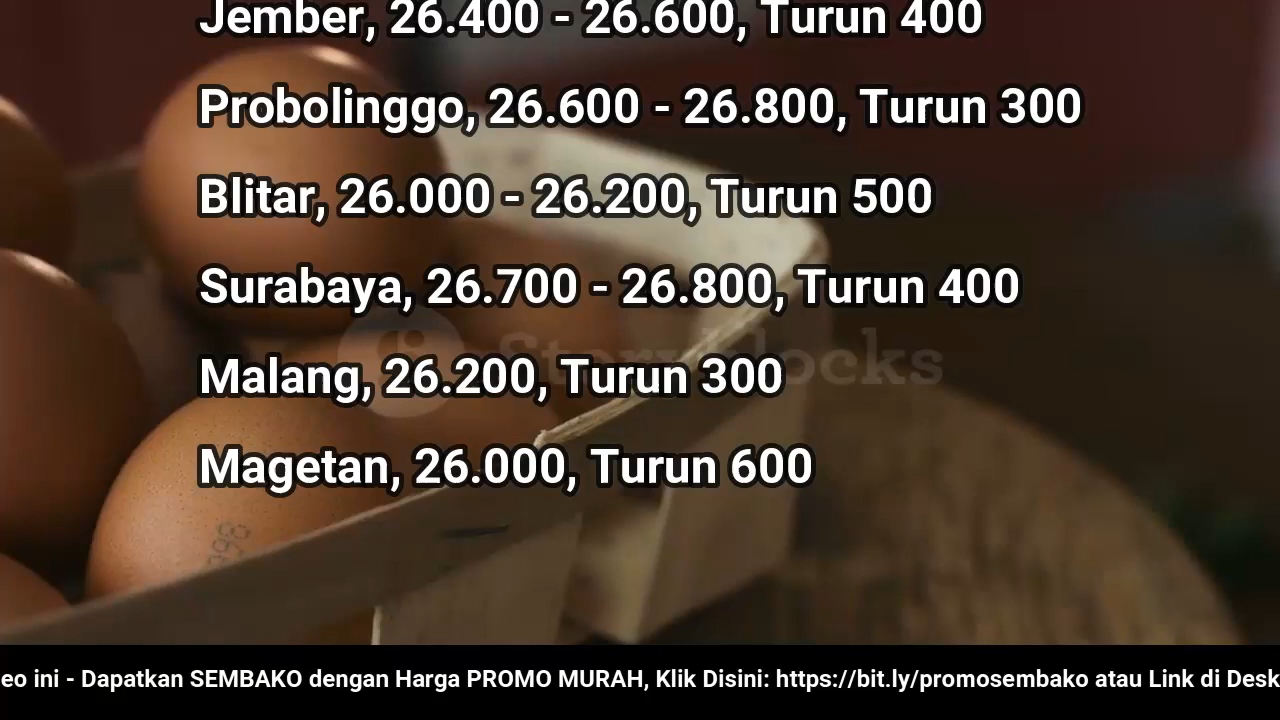 Jember, 26.400 - 26.600, Turun 400
Probolinggo, 26.600 - 26.800, Turun 300
Blitar, 26.000 - 26.200, Turun 500
Surabaya, 26.700 - 26.800, Turun 400
Malang, 26.200, Turun 300
Magetan, 26.000, Turun 600
Storyblocks
eo ini - Dapatkan SEMBAKO dengan Harga PROMO MURAH, Klik Disini: https://bit.ly/promosembako atau Link di Desk